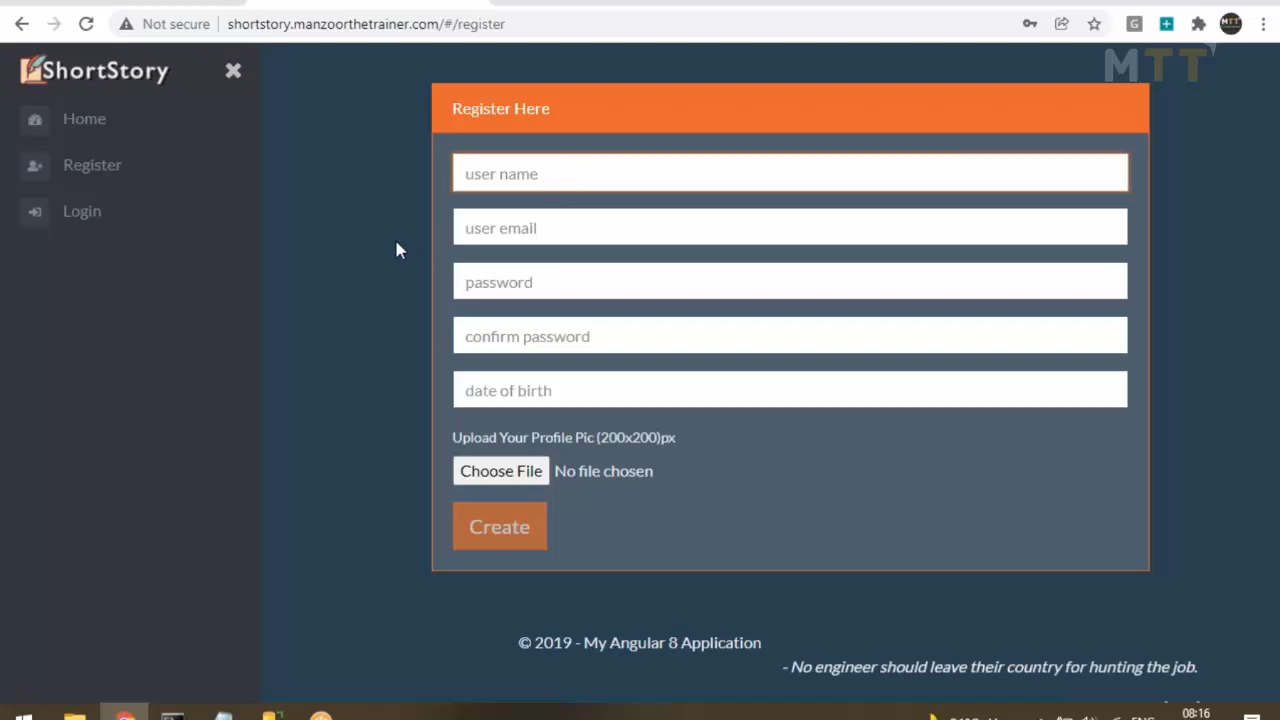 Not secure
shortstory.manzoorthetrainer.com/#/register
MTT
ShortStory
Home
Register
Login
Register Here
user name
user email
password
confirm password
date of birth
Upload Your Profile Pic (200x200)px
Choose File No file chosen
Create
© 2019 - My Angular 8 Application
- No engineer should leave their country for hunting the job.
08:16